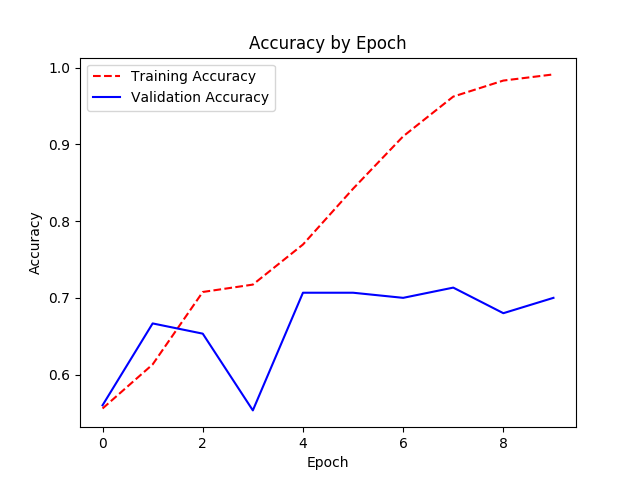 Accuracy by Epoch
Training Accuracy
Validation Accuracy
1.0
0.9
0.8
0.7
0.6
Accuracy
0 2 4 6 8
Epoch